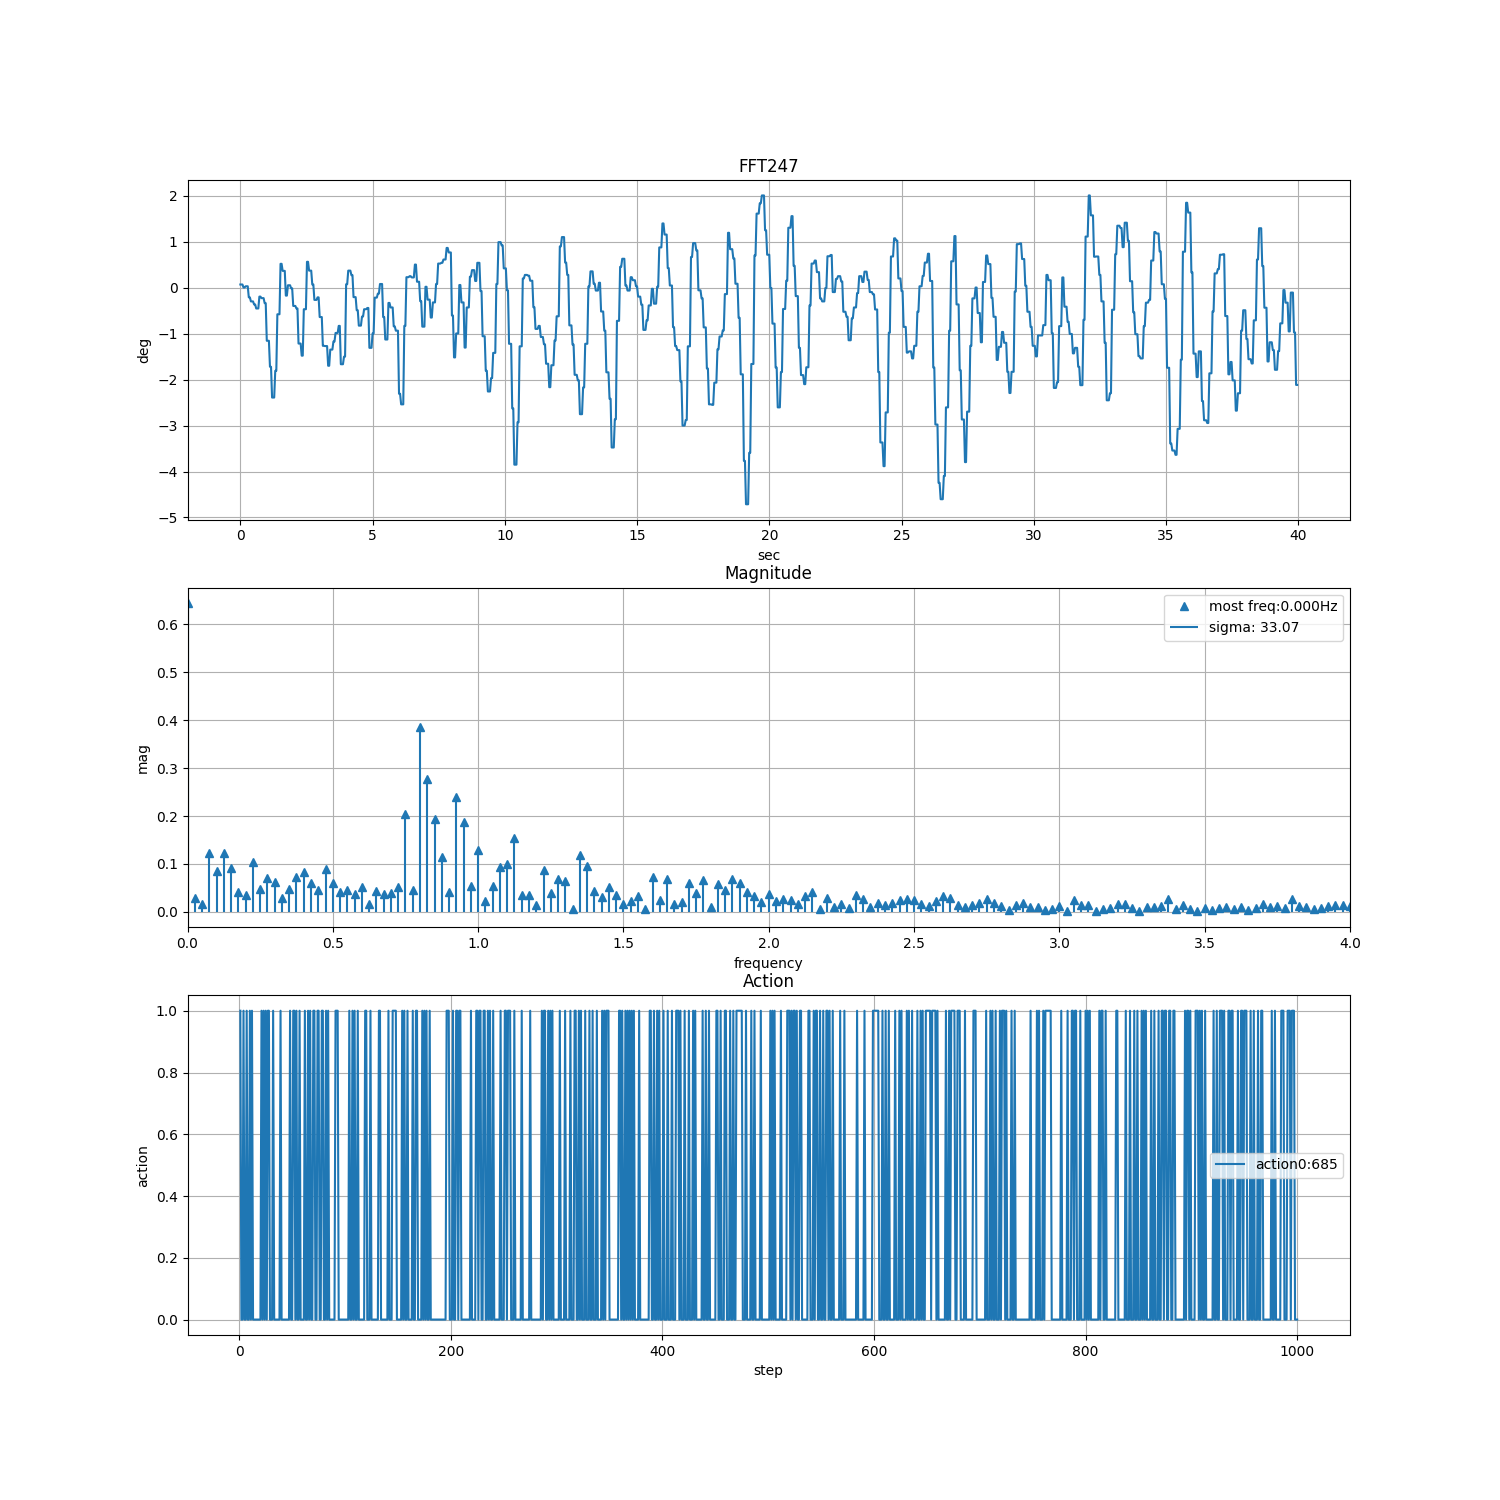 FFT247
2
1
0
−1
−2
−3
−4
−5
deg
0 5 10 15 20 25 30 35 40
sec
Magnitude
most freq:0.000Hz
sigma: 33.07
0.6
0.5
0.4
0.3
0.2
0.1
0.0
mag
0.0 0.5 1.0 1.5 2.0 2.5 3.0 3.5 4.0
frequency
Action
1.0
0.8
0.6
0.4
0.2
0.0
action
action0:685
0 200 400 600 800 1000
step